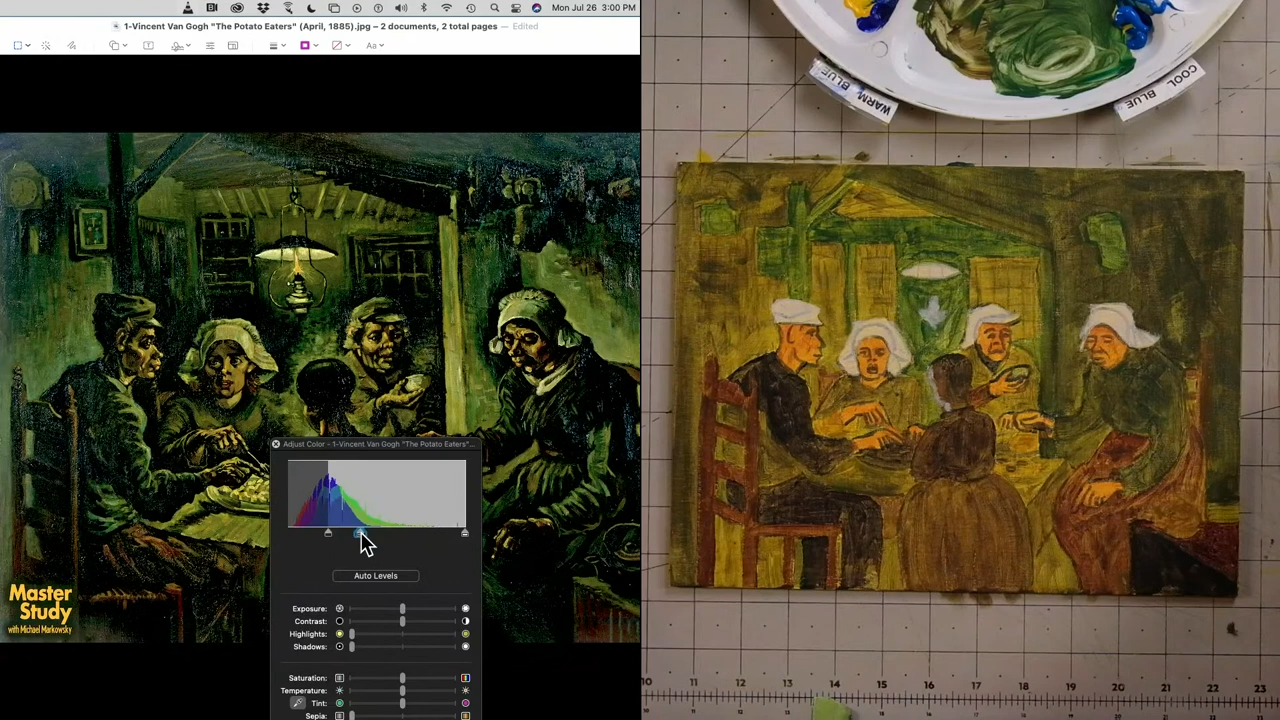 Mon Jul 26 3:00 PM
1-Vincent Van Gogh "The Potato Eaters" (April, 1885).jpg – 2 documents, 2 total pages — Edited
Aa
WARM BLUE
COOL BLUE
Adjust Color - 1-Vincent Van Gogh "The Potato Eaters"...
Auto Levels
Exposure:
Contrast:
Highlights:
Shadows:
Saturation:
Temperature:
Tint:
Sepia:
Master
Study
with Michael Markowsky
10 11 12 13 14 15 16 17 18 19 20 21 22 23